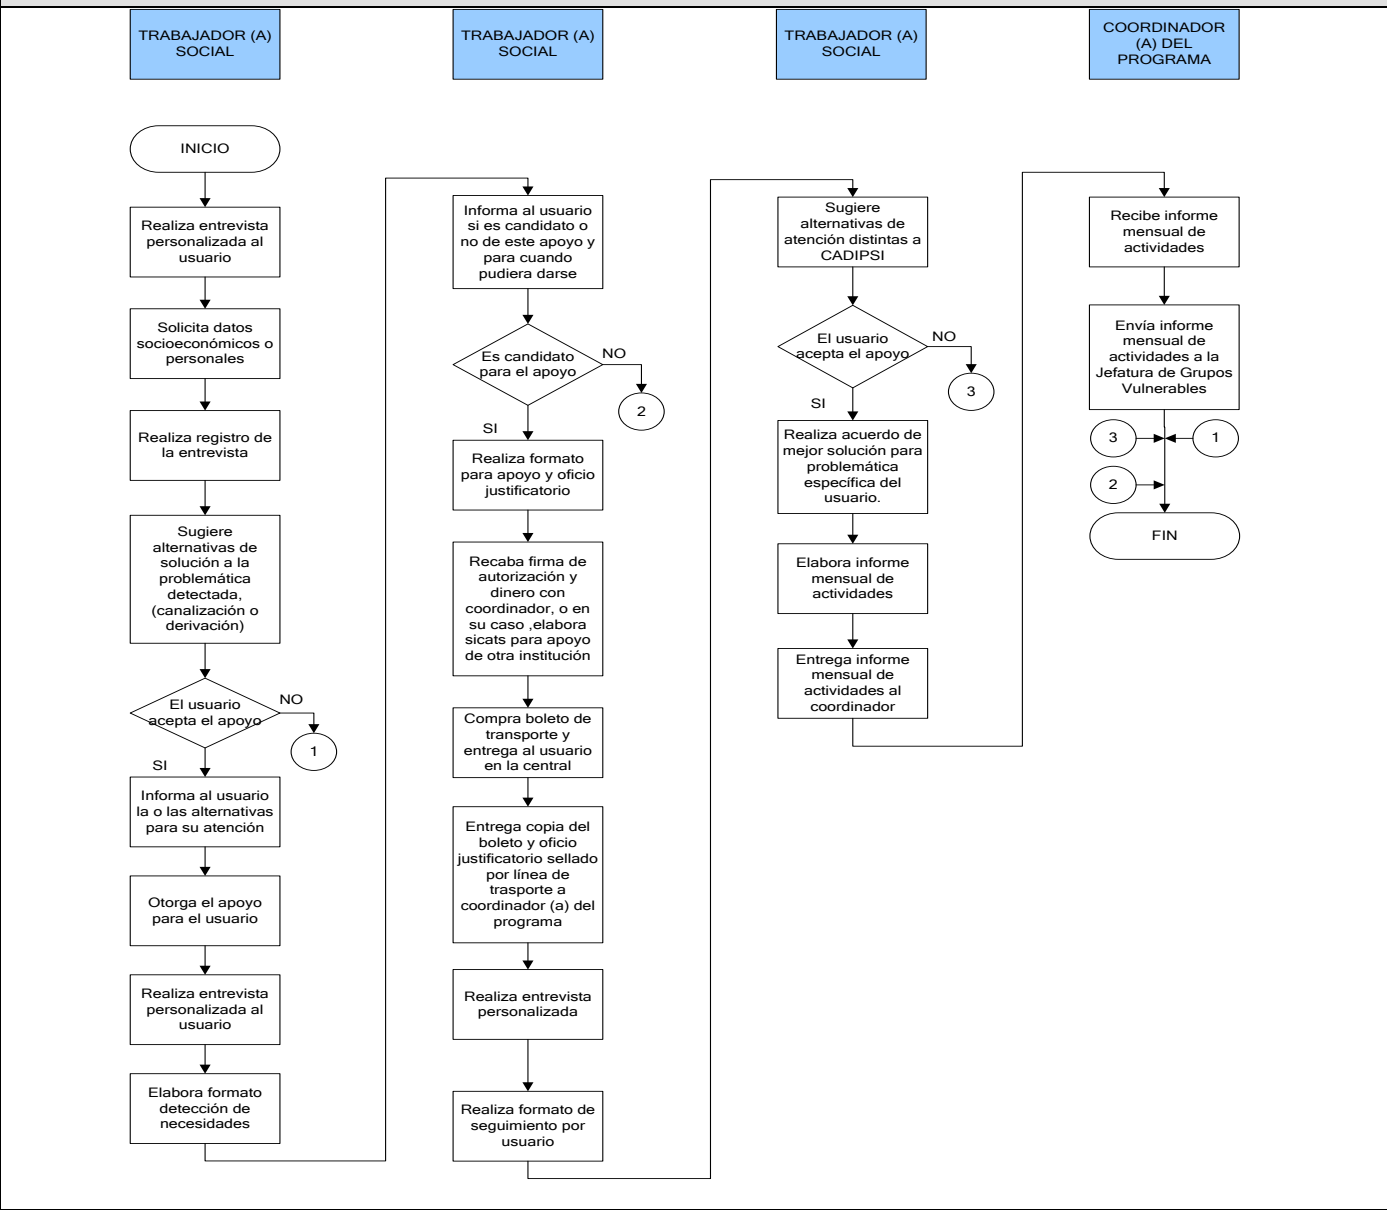 TRABAJADOR (A)
SOCIAL
INICIO
Realiza entrevista
personalizada al
usuario
Solicita datos
socioeconómicos o
personales
Realiza registro de
la entrevista
Sugiere
alternativas de
solución a la
problemática
detectada,
(canalización o
derivación)
El usuario
acepta el apoyo
NO
1
SI
Informa al usuario
la o las alternativas
para su atención
Otorga el apoyo
para el usuario
Realiza entrevista
personalizada al
usuario
Elabora formato
detección de
necesidades
TRABAJADOR (A)
SOCIAL
Informa al usuario
si es candidato o
no de este apoyo y
para cuando
pudiera darse
Es candidato
para el apoyo
NO
2
SI
Realiza formato
para apoyo y oficio
justificatorio
Recaba firma de
autorización y
dinero con
coordinador, o en
su caso ,elabora
sicats para apoyo
de otra institución
Compra boleto de
transporte y
entrega al usuario
en la central
Entrega copia del
boleto y oficio
justificatorio sellado
por línea de
trasporte a
coordinador (a) del
programa
Realiza entrevista
personalizada
Realiza formato de
seguimiento por
usuario
TRABAJADOR (A)
SOCIAL
Sugiere
alternativas de
atención distintas a
CADIPSI
El usuario
acepta el apoyo
NO
3
SI
Realiza acuerdo de
mejor solución para
problemática
específica del
usuario.
Elabora informe
mensual de
actividades
Entrega informe
mensual de
actividades al
coordinador
COORDINADOR
(A) DEL
PROGRAMA
Recibe informe
mensual de
actividades
Envía informe
mensual de
actividades a la
Jefatura de Grupos
Vulnerables
3
1
2
FIN